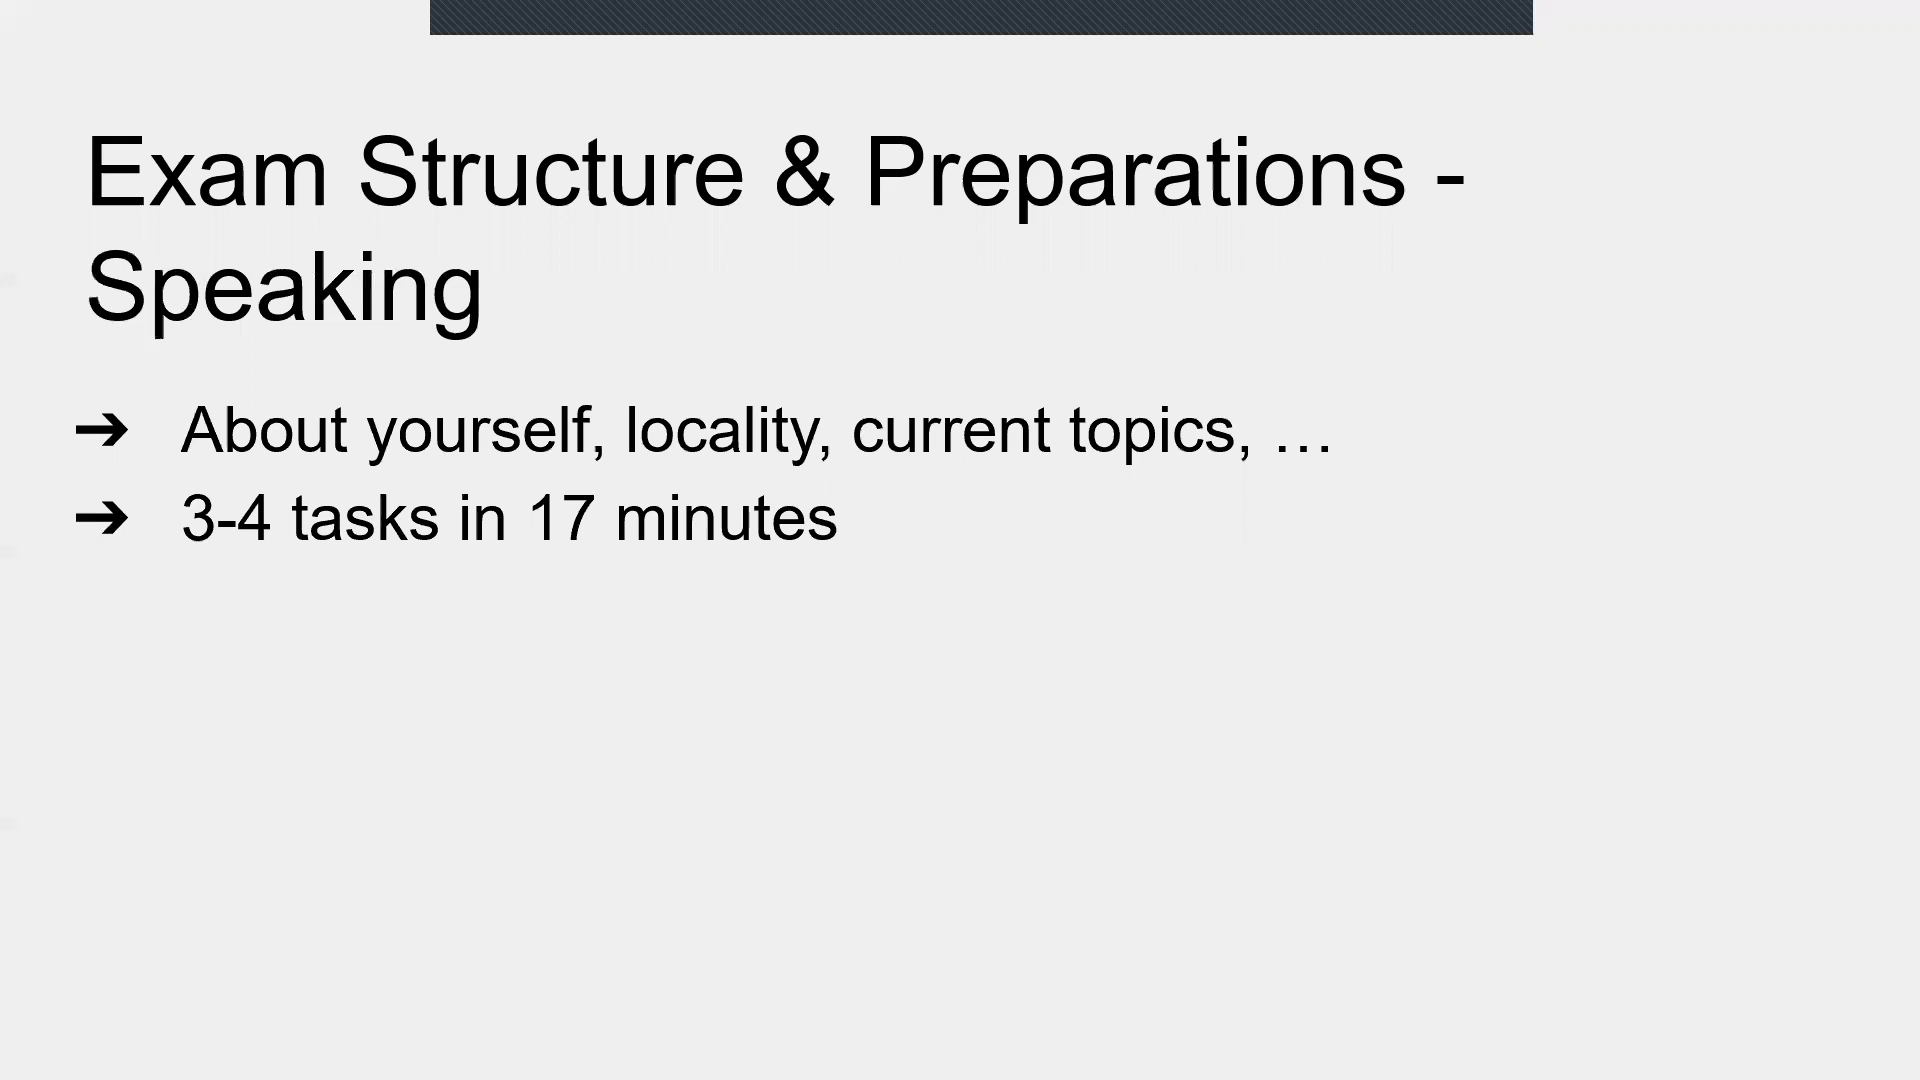 Exam Structure & Preparations -
Speaking
➔ About yourself, locality, current topics, …
➔ 3-4 tasks in 17 minutes